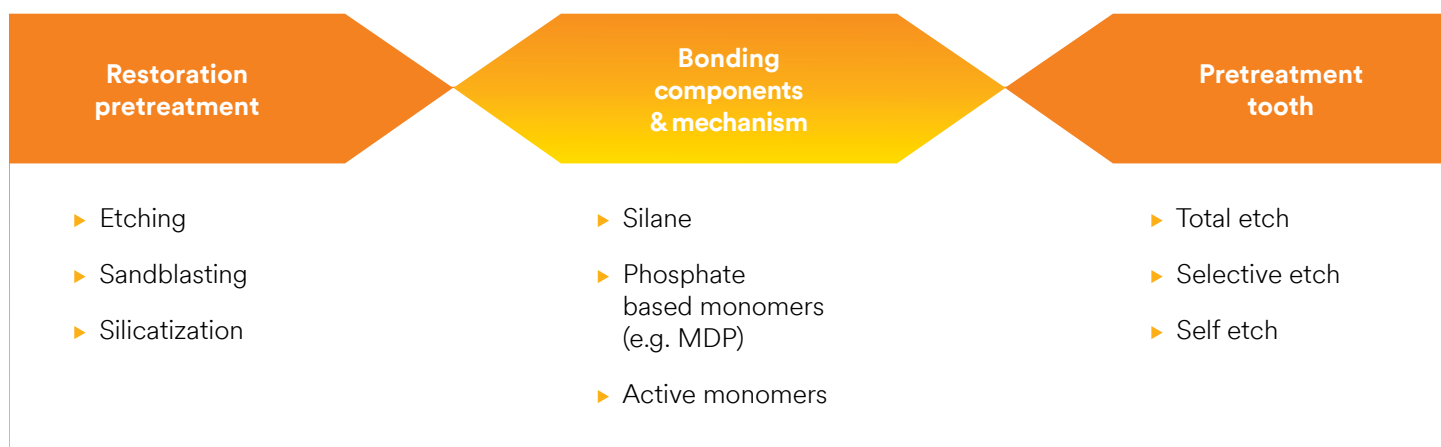 Restoration
pretreatment
Bonding
components
& mechanism
Pretreatment
tooth
Etching
Sandblasting
Silicatization
Silane
Phosphate
based monomers
(e.g. MDP)
Active monomers
Total etch
Selective etch
Self etch